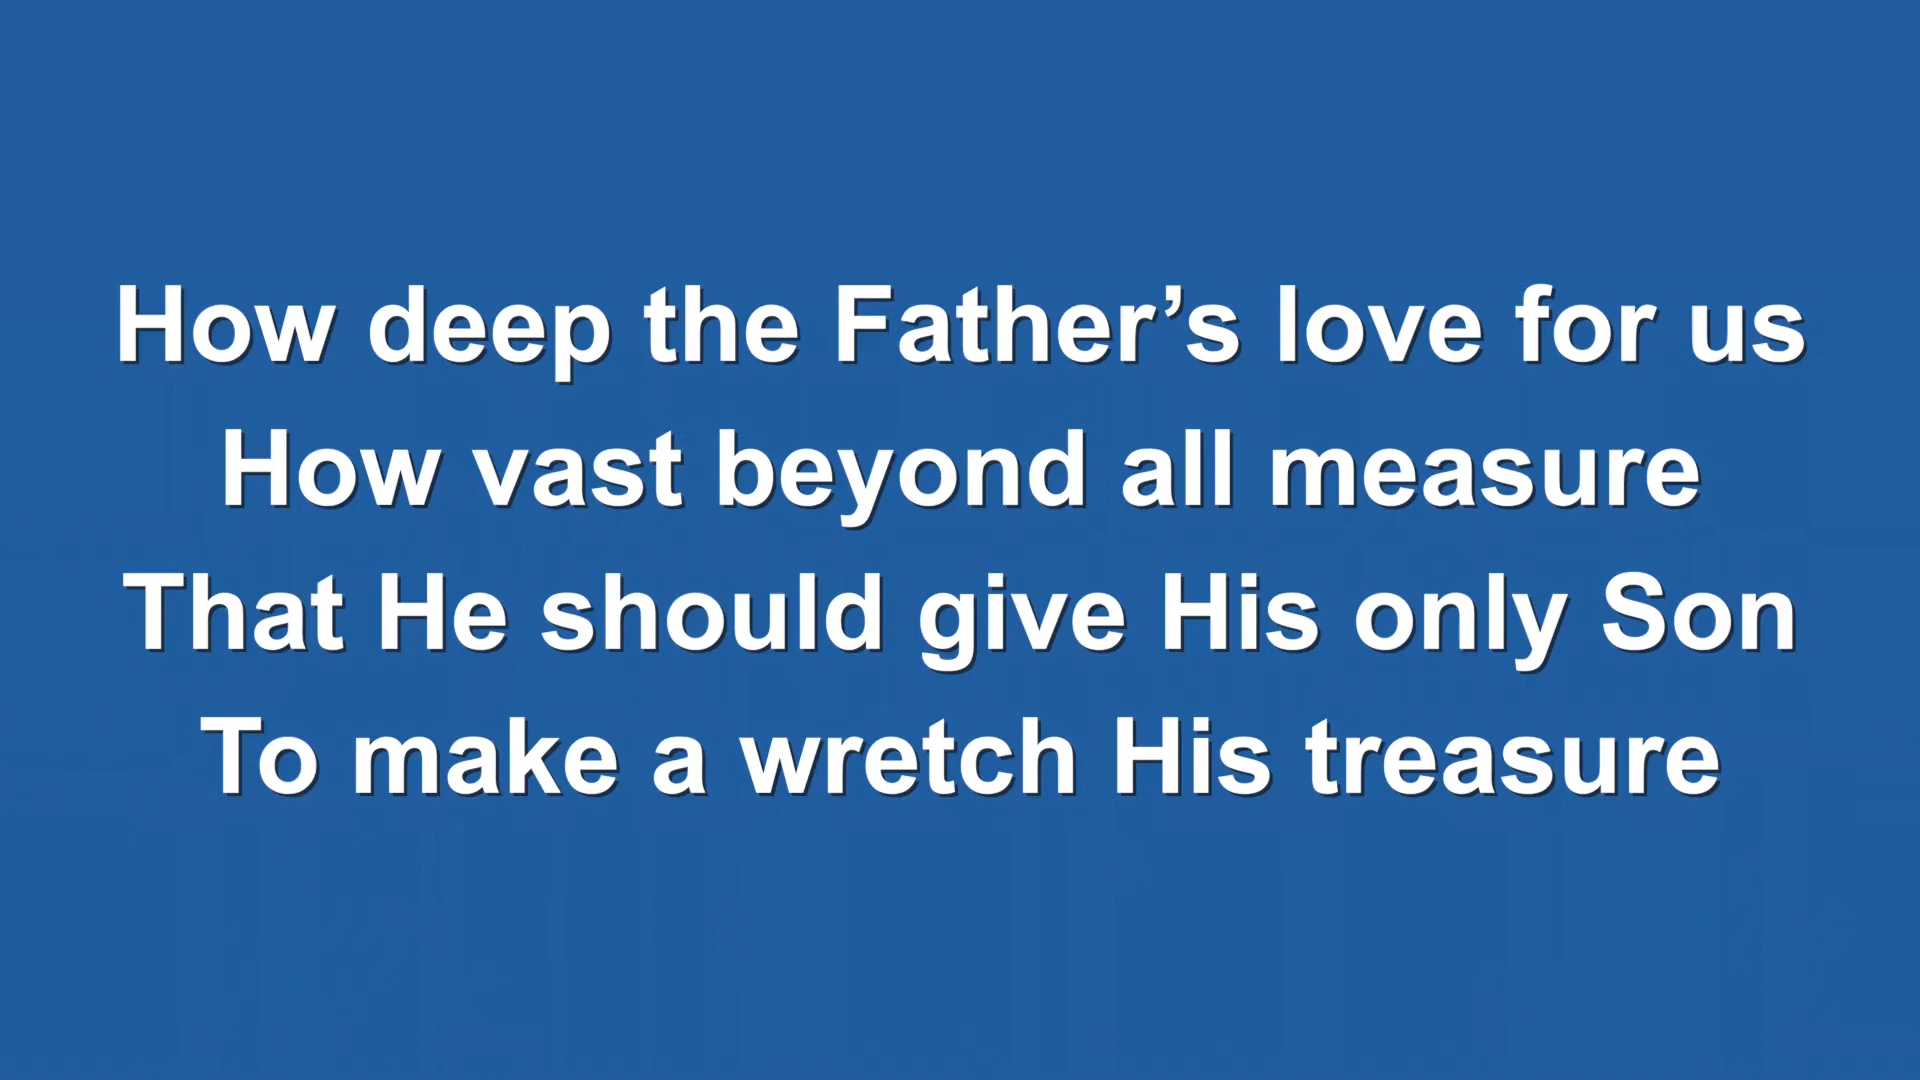 How deep the Father’s love for us
How vast beyond all measure
That He should give His only Son
To make a wretch His treasure